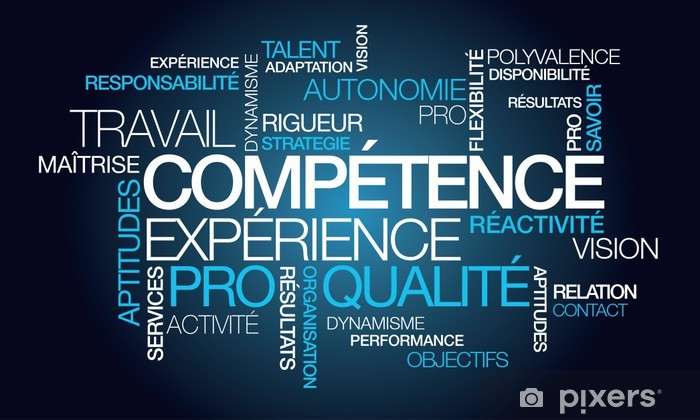 VISION
TALENT
EXPÉRIENCE
ADAPTATION
POLYVALENCE
RESPONSABILITÉ
DYNAMISME
AUTONOMIE
FLEXIBILITÉ
DISPONIBILITÉ
RÉSULTATS
SAVOIR
PRO
PRO
TRAVAIL
RIGUEUR
STRATEGIE
MAÎTRISE
COMPÉTENCE
APTITUDES
EXPÉRIENCE
RÉACTIVITÉ
VISION
SERVICES
PRO
RÉSULTATS
ORGANISATION
QUALITÉ
APTITUDES
RELATION
CONTACT
ACTIVITÉ
DYNAMISME
PERFORMANCE
OBJECTIFS
pixers®